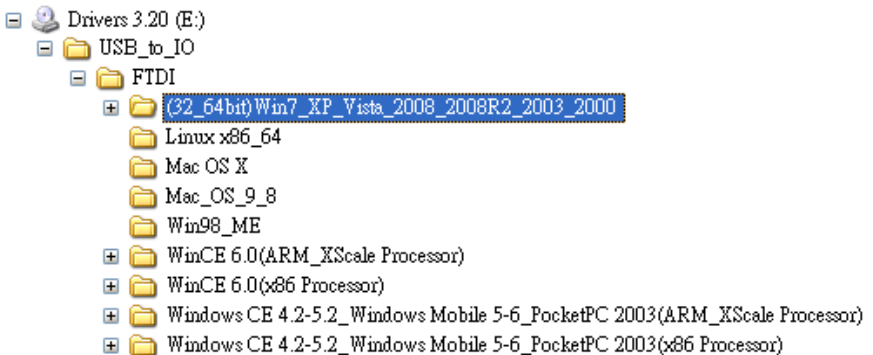 Drivers 3.20 (E:)
USB_to_IO
FTDI
(32_64bit)Win7_XP_Vista_2008_2008R2_2003_2000
Linux x86_64
Mac OS X
Mac_OS_9_8
Win98_ME
WinCE 6.0(ARM_XScale Processor)
WinCE 6.0(x86 Processor)
Windows CE 4.2-5.2_Windows Mobile 5-6_PocketPC 2003(ARM_XScale Processor)
Windows CE 4.2-5.2_Windows Mobile 5-6_PocketPC 2003(x86 Processor)